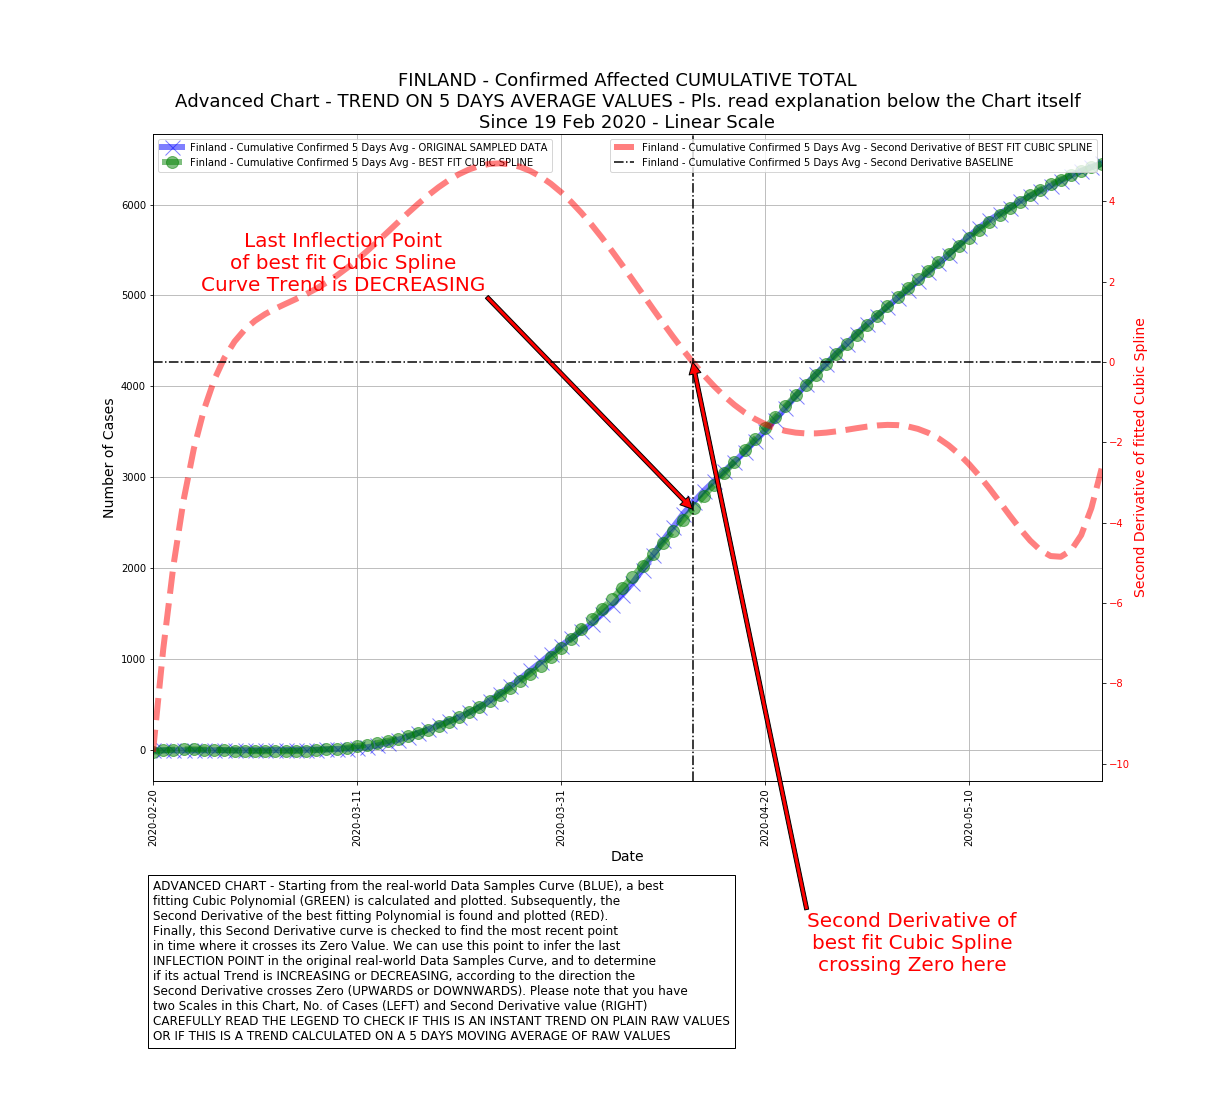 FINLAND - Confirmed Affected CUMULATIVE TOTAL
Advanced Chart - TREND ON 5 DAYS AVERAGE VALUES - Pls. read explanation below the Chart itself
Since 19 Feb 2020 - Linear Scale
Finland - Cumulative Confirmed 5 Days Avg - ORIGINAL SAMPLED DATA
Finland - Cumulative Confirmed 5 Days Avg - BEST FIT CUBIC SPLINE
Finland - Cumulative Confirmed 5 Days Avg - Second Derivative of BEST FIT CUBIC SPLINE
Finland - Cumulative Confirmed 5 Days Avg - Second Derivative BASELINE
Last Inflection Point
of best fit Cubic Spline
Curve Trend is DECREASING
Number of Cases
6000
5000
4000
3000
2000
1000
0
4
2
0
−2
−4
−6
−8
−10
Second Derivative of fitted Cubic Spline
2020-02-20
2020-03-11
2020-03-31
2020-04-20
2020-05-10
Date
Second Derivative of
best fit Cubic Spline
crossing Zero here
ADVANCED CHART - Starting from the real-world Data Samples Curve (BLUE), a best
fitting Cubic Polynomial (GREEN) is calculated and plotted. Subsequently, the
Second Derivative of the best fitting Polynomial is found and plotted (RED).
Finally, this Second Derivative curve is checked to find the most recent point
in time where it crosses its Zero Value. We can use this point to infer the last
INFLECTION POINT in the original real-world Data Samples Curve, and to determine
if its actual Trend is INCREASING or DECREASING, according to the direction the
Second Derivative crosses Zero (UPWARDS or DOWNWARDS). Please note that you have
two Scales in this Chart, No. of Cases (LEFT) and Second Derivative value (RIGHT)
CAREFULLY READ THE LEGEND TO CHECK IF THIS IS AN INSTANT TREND ON PLAIN RAW VALUES
OR IF THIS IS A TREND CALCULATED ON A 5 DAYS MOVING AVERAGE OF RAW VALUES